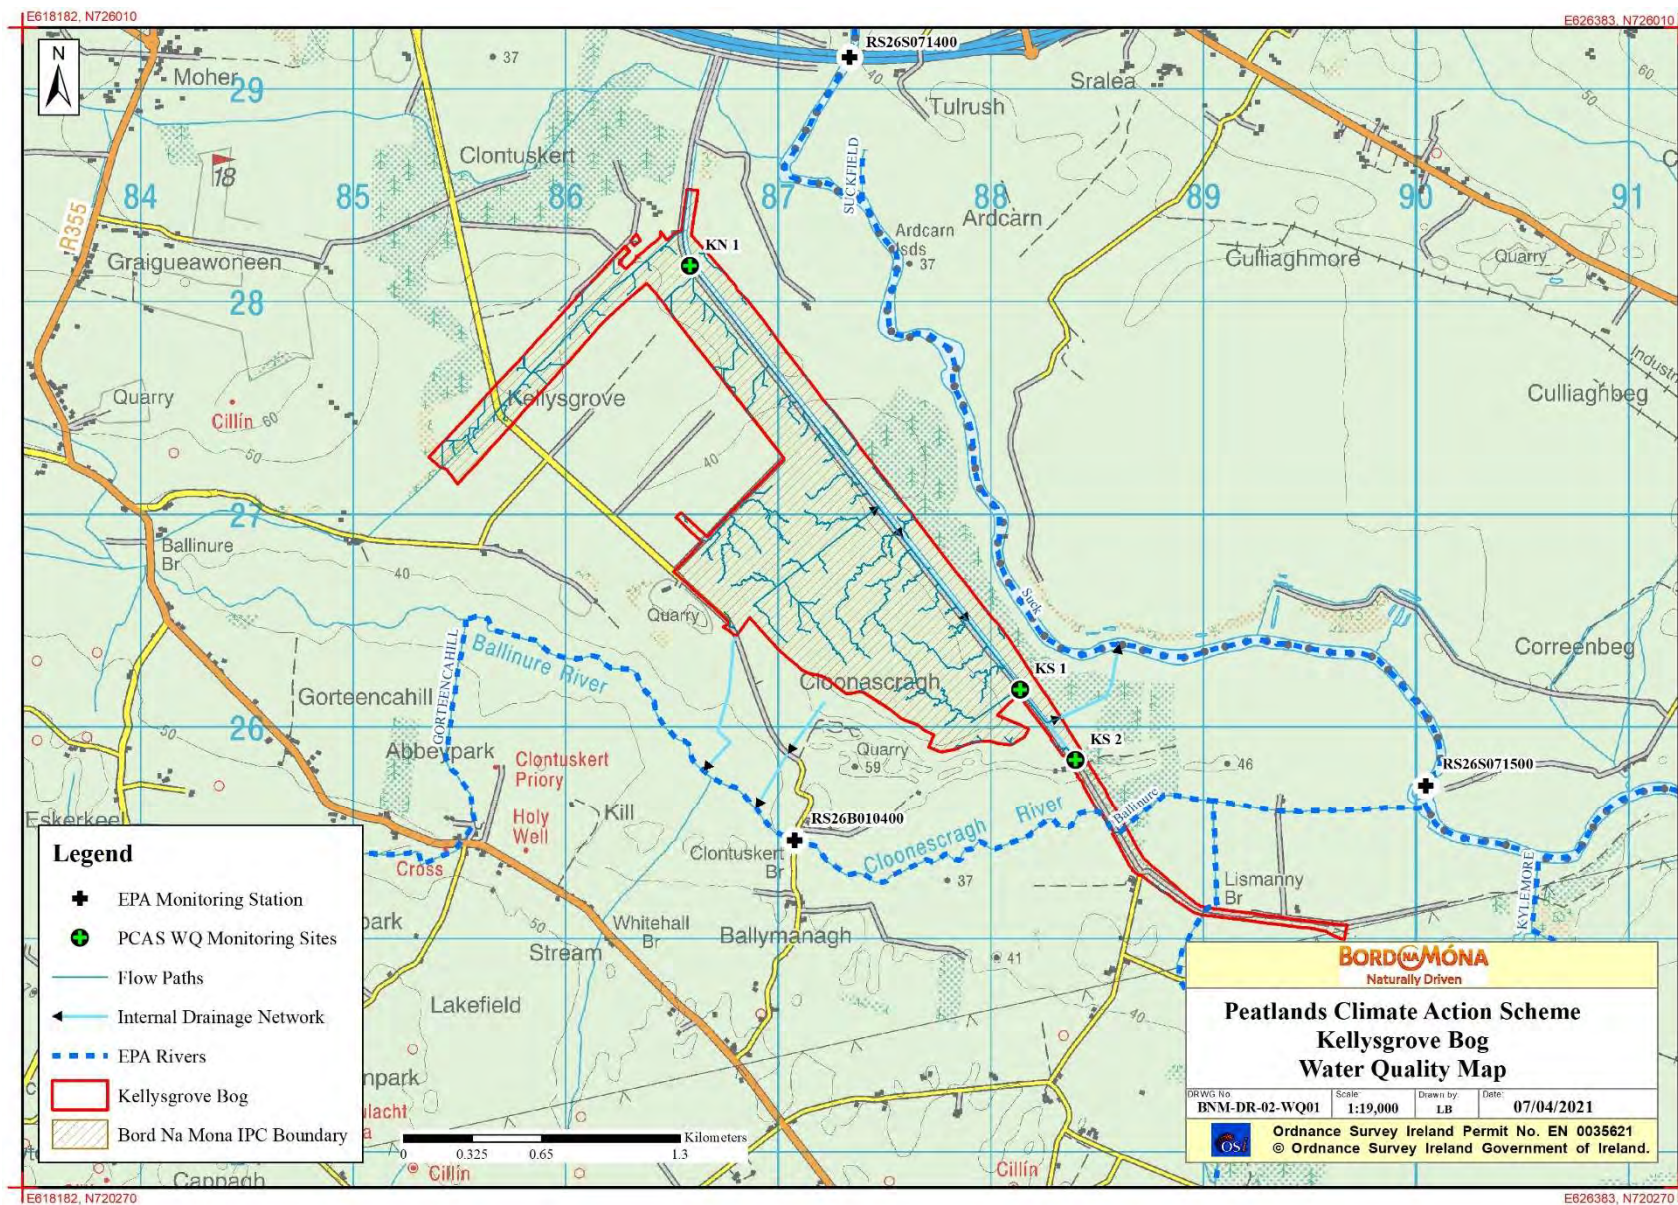 E618182, N726010
E626383, N726010
N
Moher
37
RS26S071400
40
Sralea
60
50
29
Tulrush
Clontuskert
18
84
85
86
87
88
89
90
91
SUCKFIELD
R355
Ardcarn
KN 1
Ardcarn
Isds
37
Graigueawoneen
Culliaghmore
Quarry
28
Culliaghbeg
Quarry
Cillín
60
50
Kellysgrove
40
27
Ballinure
Br
40
Quarry
Suck
Ballinure River
GORTEENCAHILL
Gorteencahill
Cloonascragh
KS 1
Correenbeg
50
26
Abbeypark
Clontuskert
Priory
Quarry
59
KS 2
46
RS26S071500
Eskerkeel
Holy
Well
Kill
RS26B010400
Ballinure
Cloonescragh River
Clontuskert
Br
Cross
37
Lismanny
Br
KYLEMORE
park
50
Whitehall
Br
Ballymanagh
Stream
41
Lakefield
40
npark
ulacht
a
Cillín
Cillín
Cappagh
Legend
EPA Monitoring Station
PCAS WQ Monitoring Sites
Flow Paths
Internal Drainage Network
EPA Rivers
Kellysgrove Bog
Bord Na Mona IPC Boundary
Kilometers
0 0.325 0.65 1.3
BORD NA MÓNA
Naturally Driven
Peatlands Climate Action Scheme
Kellysgrove Bog
Water Quality Map
DRWG No. Scale: Drawn by: Date:
BNM-DR-02-WQ01 1:19,000 LB 07/04/2021
OSi
Ordnance Survey Ireland Permit No. EN 0035621
© Ordnance Survey Ireland Government of Ireland.
E618182, N720270
E626383, N720270